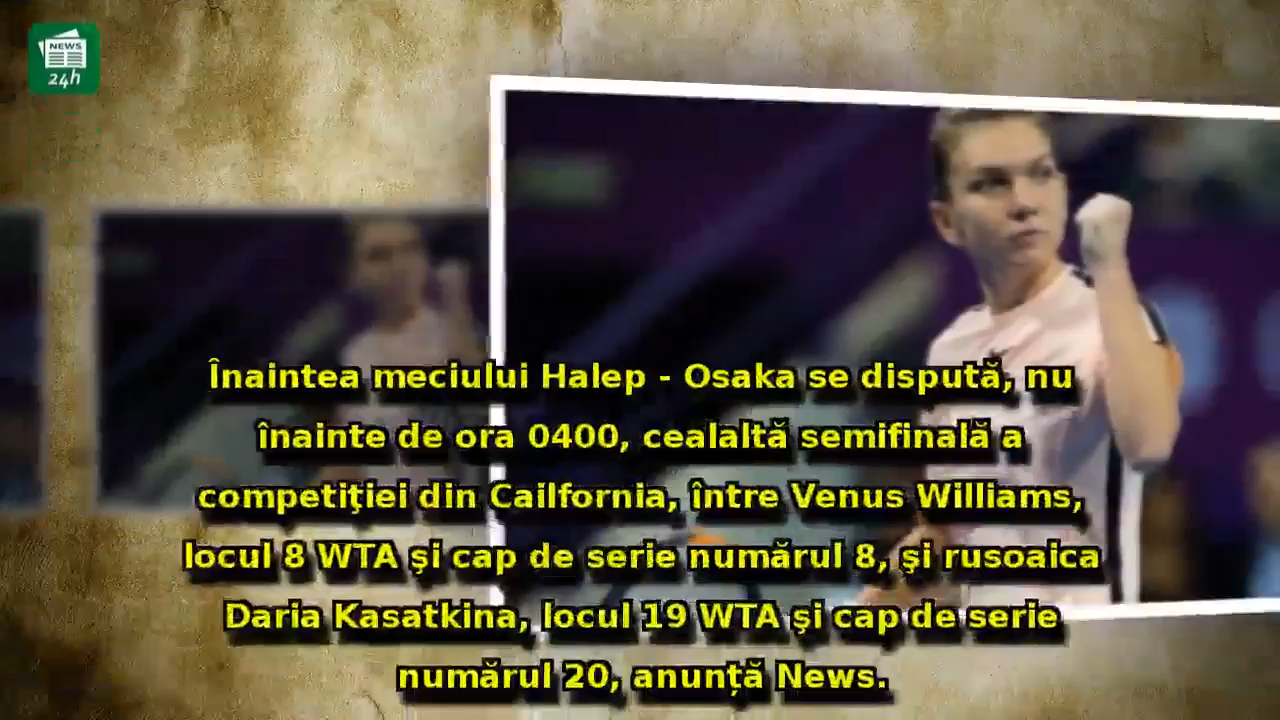 NEWS
24h
Înaintea meciului Halep - Osaka se dispută, nu
înainte de ora 0400, cealaltă semifinală a
competiţiei din Cailfornia, între Venus Williams,
locul 8 WTA şi cap de serie numărul 8, şi rusoaica
Daria Kasatkina, locul 19 WTA şi cap de serie
numărul 20, anunță News.